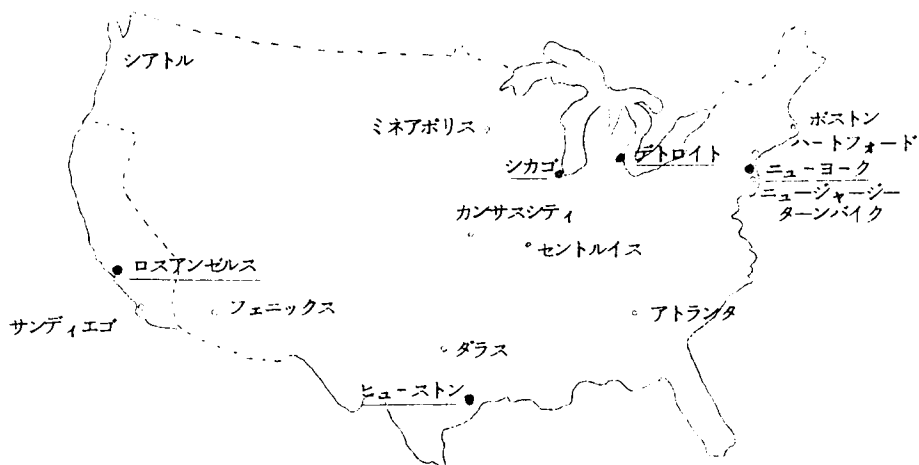 シアトル
ミネアポリス
ボストン
ハートフォード
シカゴ
デトロイト
ニューヨーク
ニュージャージー
ターンパイク
カンサスシティ
セントルイス
ロスアンゼルス
サンディエゴ
フェニックス
アトランタ
ダラス
ヒューストン